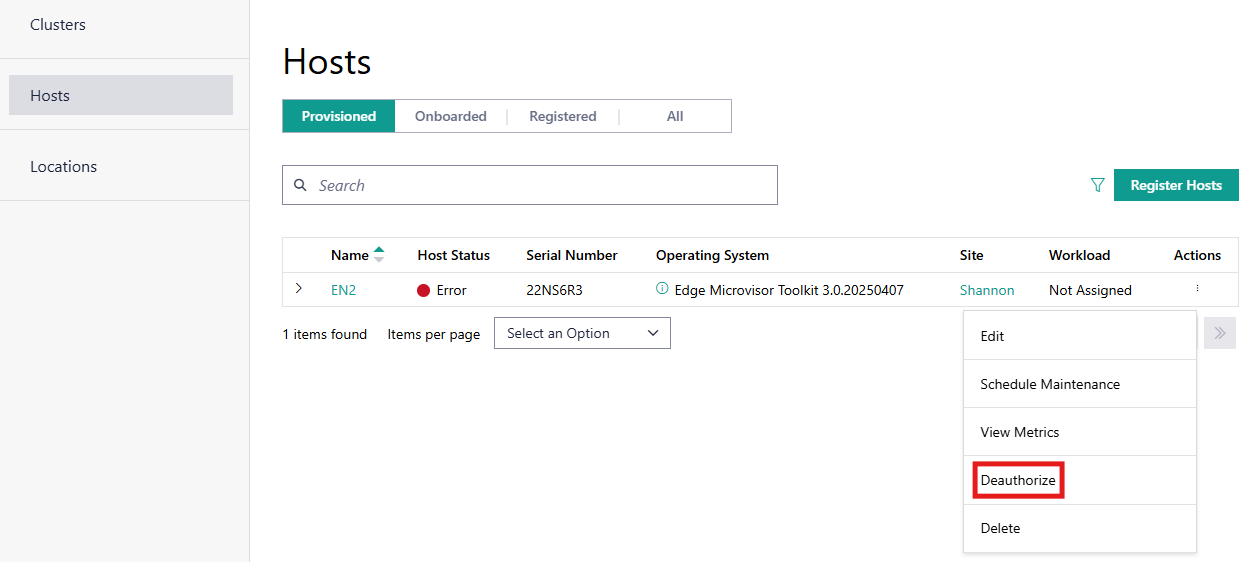 Clusters
Hosts
Locations
Hosts
Provisioned Onboarded Registered All
Search
Register Hosts
Name Host Status Serial Number Operating System Site Workload Actions
EN2 Error 22NS6R3 Edge Microvisor Toolkit 3.0.20250407 Shannon Not Assigned
1 items found Items per page Select an Option
Edit
Schedule Maintenance
View Metrics
Deauthorize
Delete